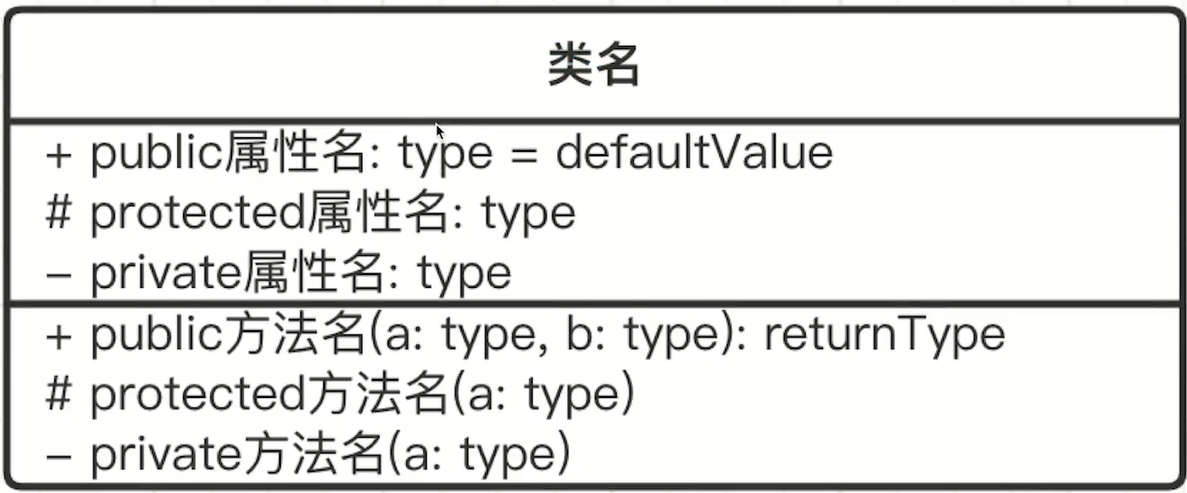 类名
+ public属性名: type = defaultValue
# protected属性名: type
– private属性名: type
+ public方法名(a: type, b: type): returnType
# protected方法名(a: type)
– private方法名(a: type)